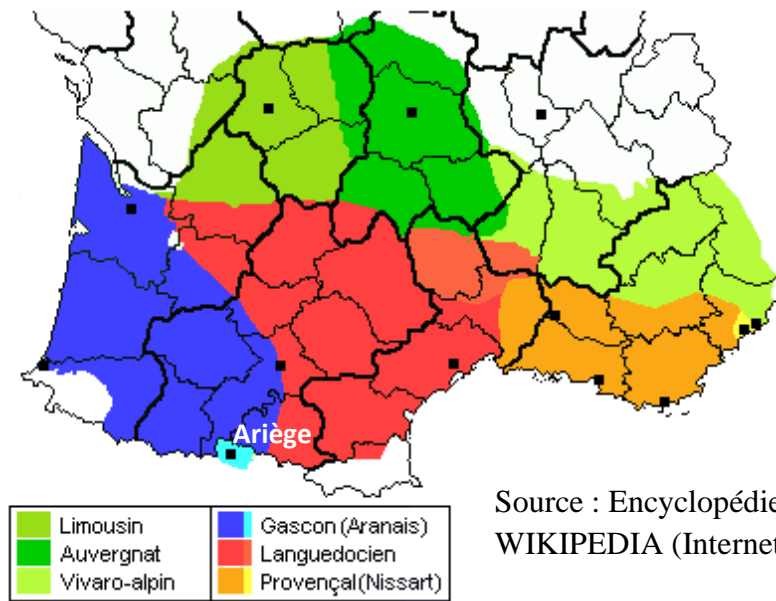 Ariège
Limousin
Auvergnat
Vivaro-alpin
Gascon (Aranais)
Languedocien
Provençal(Nissart)
Source : Encyclopédie
WIKIPEDIA (Internet